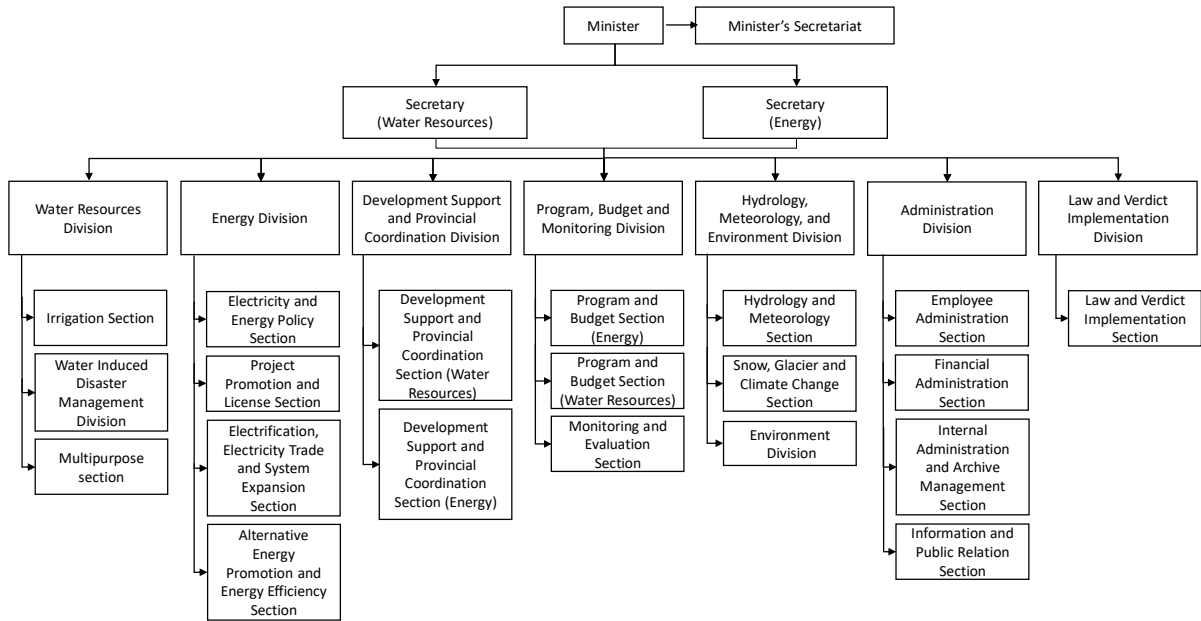 Minister
Minister's Secretariat
Secretary
(Water Resources)
Secretary
(Energy)
Water Resources
Division
Energy Division
Development Support
and Provincial
Coordination Division
Program, Budget and
Monitoring Division
Hydrology,
Meteorology, and
Environment Division
Administration
Division
Law and Verdict
Implementation
Division
Irrigation Section
Water Induced
Disaster
Management
Division
Multipurpose
section
Electricity and
Energy Policy
Section
Project
Promotion and
License Section
Electrification,
Electricity Trade
and System
Expansion
Section
Alternative
Energy
Promotion and
Energy Efficiency
Section
Development
Support and
Provincial
Coordination
Section (Water
Resources)
Development
Support and
Provincial
Coordination
Section (Energy)
Program and
Budget Section
(Energy)
Program and
Budget Section
(Water Resources)
Monitoring and
Evaluation
Section
Hydrology and
Meteorology
Section
Snow, Glacier and
Climate Change
Section
Environment
Division
Employee
Administration
Section
Financial
Administration
Section
Internal
Administration
and Archive
Management
Section
Information and
Public Relation
Section
Law and Verdict
Implementation
Section